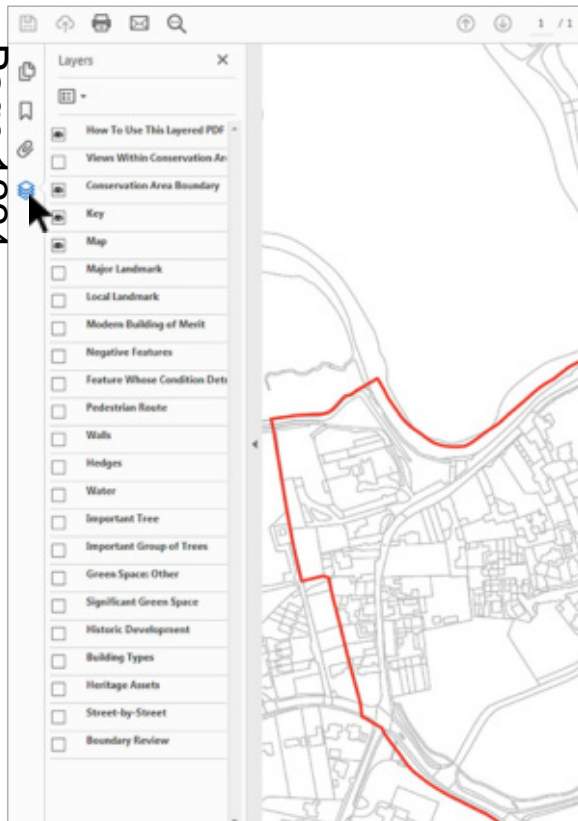 1 / 1
Layers
How To Use This Layered PDF
Views Within Conservation
Conservation Area Boundary
Key
Map
Major Landmark
Local Landmark
Modern Building of Merit
Negative Features
Feature Whose Condition
Pedestrian Route
Walls
Hedges
Water
Important Tree
Important Group of Trees
Green Space: Other
Significant Green Space
Historic Development
Building Types
Heritage Assets
Street-by-Street
Boundary Review